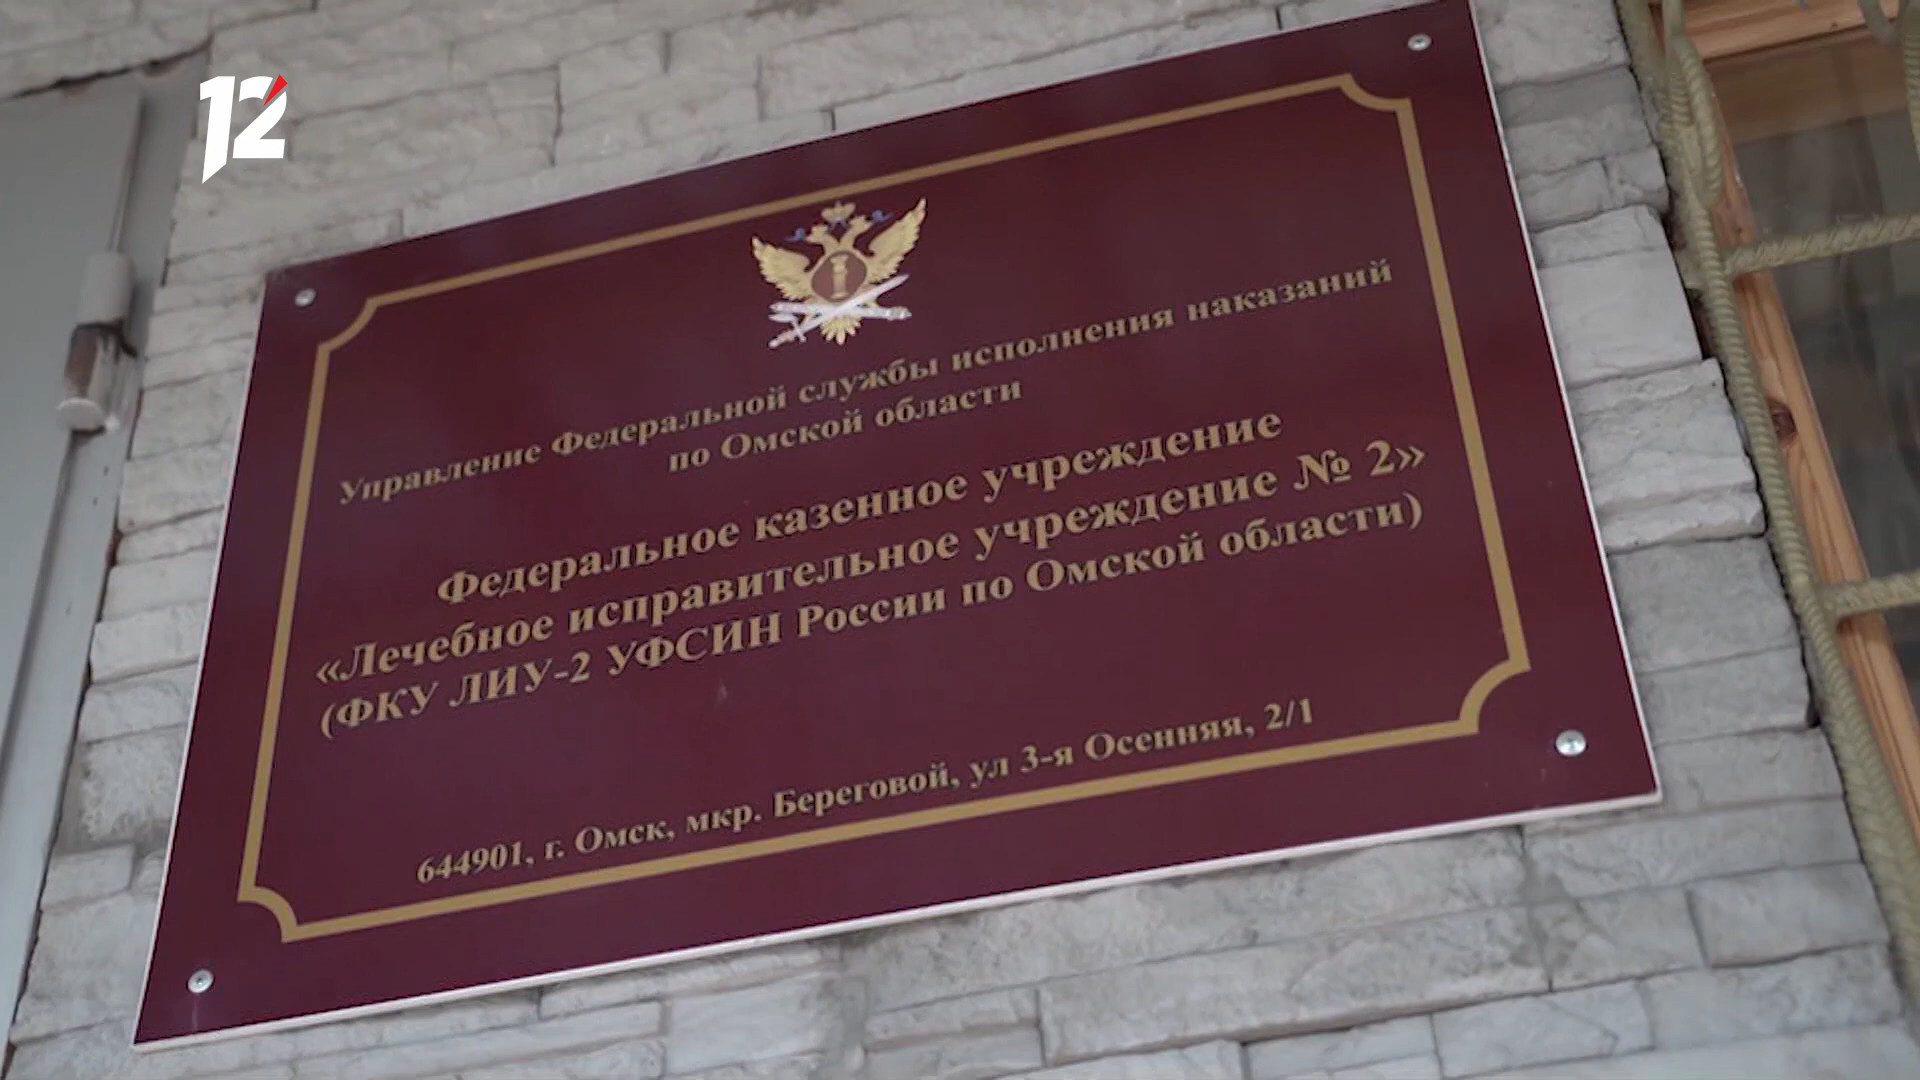 12
Управление Федеральной службы исполнения наказаний
по Омской области
Федеральное казенное учреждение
«Лечебное исправительное учреждение № 2»
(ФКУ ЛИУ-2 УФСИН России по Омской области)
644901, г. Омск, мкр. Береговой, ул 3-я Осенняя, 2/1